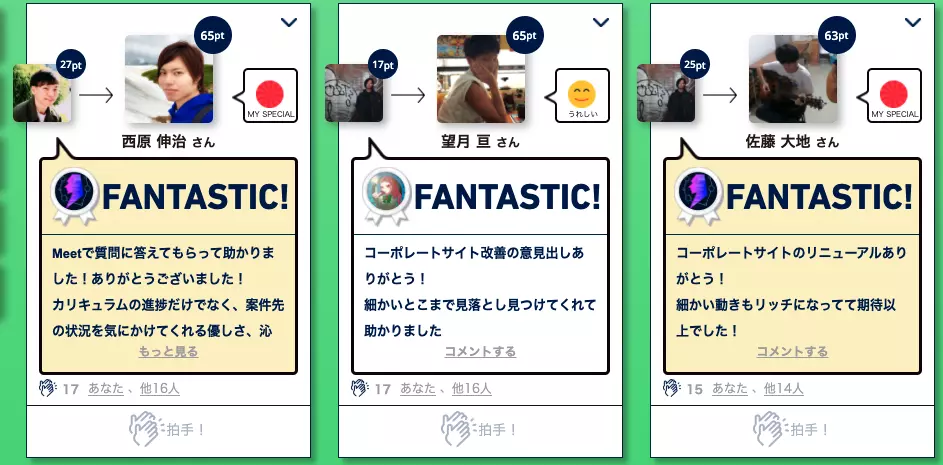 65pt
27pt
MY SPECIAL
西原 伸治 さん
FANTASTIC!
Meetで質問に答えてもらって助かりま
した！ありがとうございました！
カリキュラムの進捗だけでなく、案件先
の状況を気にかけてくれる優しさ、沁
もっと見る
17 あなた 、他16人
拍手！
65pt
17pt
うれしい
望月 亘 さん
FANTASTIC!
コーポレートサイト改善の意見出しあ
りがとう！
細かいとこまで見落とし見つけてくれて
助かりました
コメントする
17 あなた 、他16人
拍手！
63pt
25pt
MY SPECIAL
佐藤 大地 さん
FANTASTIC!
コーポレートサイトのリニューアルあり
がとう！
細かい動きもリッチになってて期待以
上でした！
コメントする
15 あなた 、他14人
拍手！